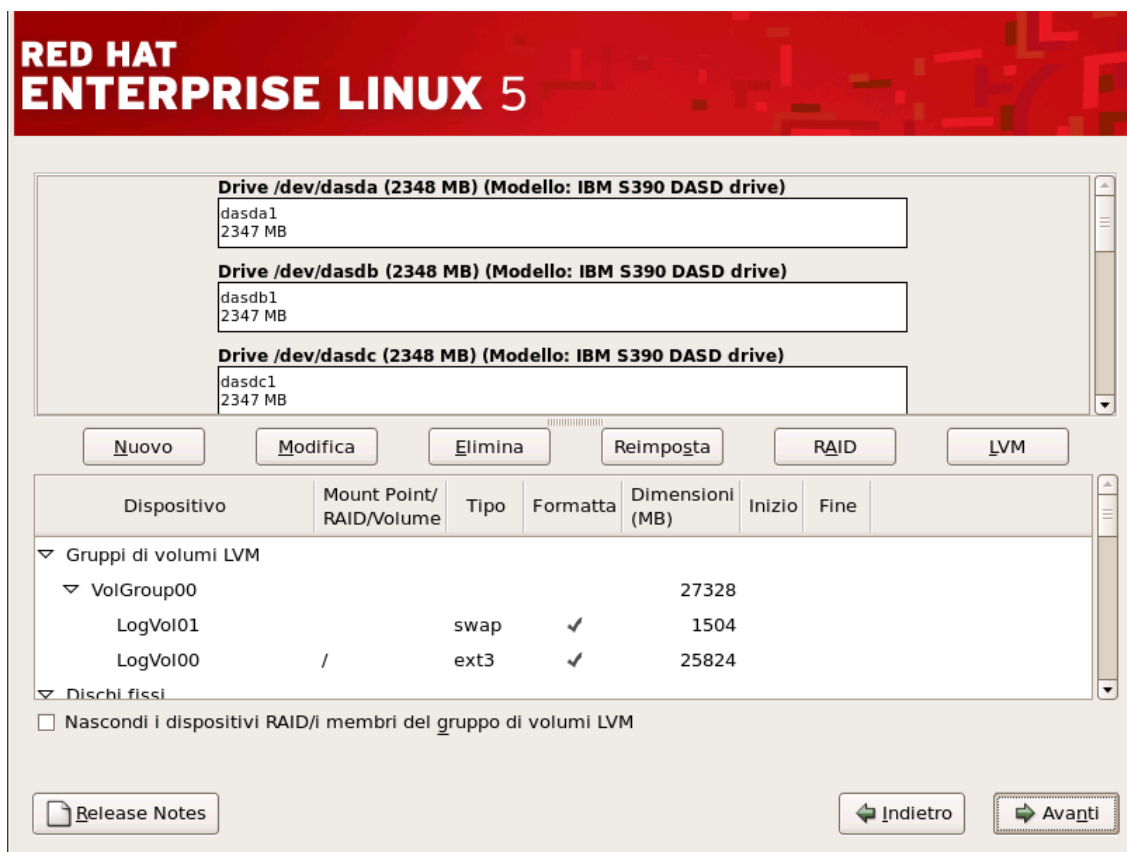 RED HAT
ENTERPRISE LINUX 5
Drive /dev/dasda (2348 MB) (Modello: IBM S390 DASD drive)
dasda1
2347 MB
Drive /dev/dasdb (2348 MB) (Modello: IBM S390 DASD drive)
dasdb1
2347 MB
Drive /dev/dasdc (2348 MB) (Modello: IBM S390 DASD drive)
dasdc1
2347 MB
Nuovo Modifica Elimina Reimposta RAID LVM
Dispositivo Mount Point/ RAID/Volume Tipo Formatta Dimensioni (MB) Inizio Fine
Gruppi di volumi LVM
VolGroup00 27328
LogVol01 swap ✓ 1504
LogVol00 / ext3 ✓ 25824
Dischi fissi
Nascondi i dispositivi RAID/i membri del gruppo di volumi LVM
Release Notes Indietro Avanti